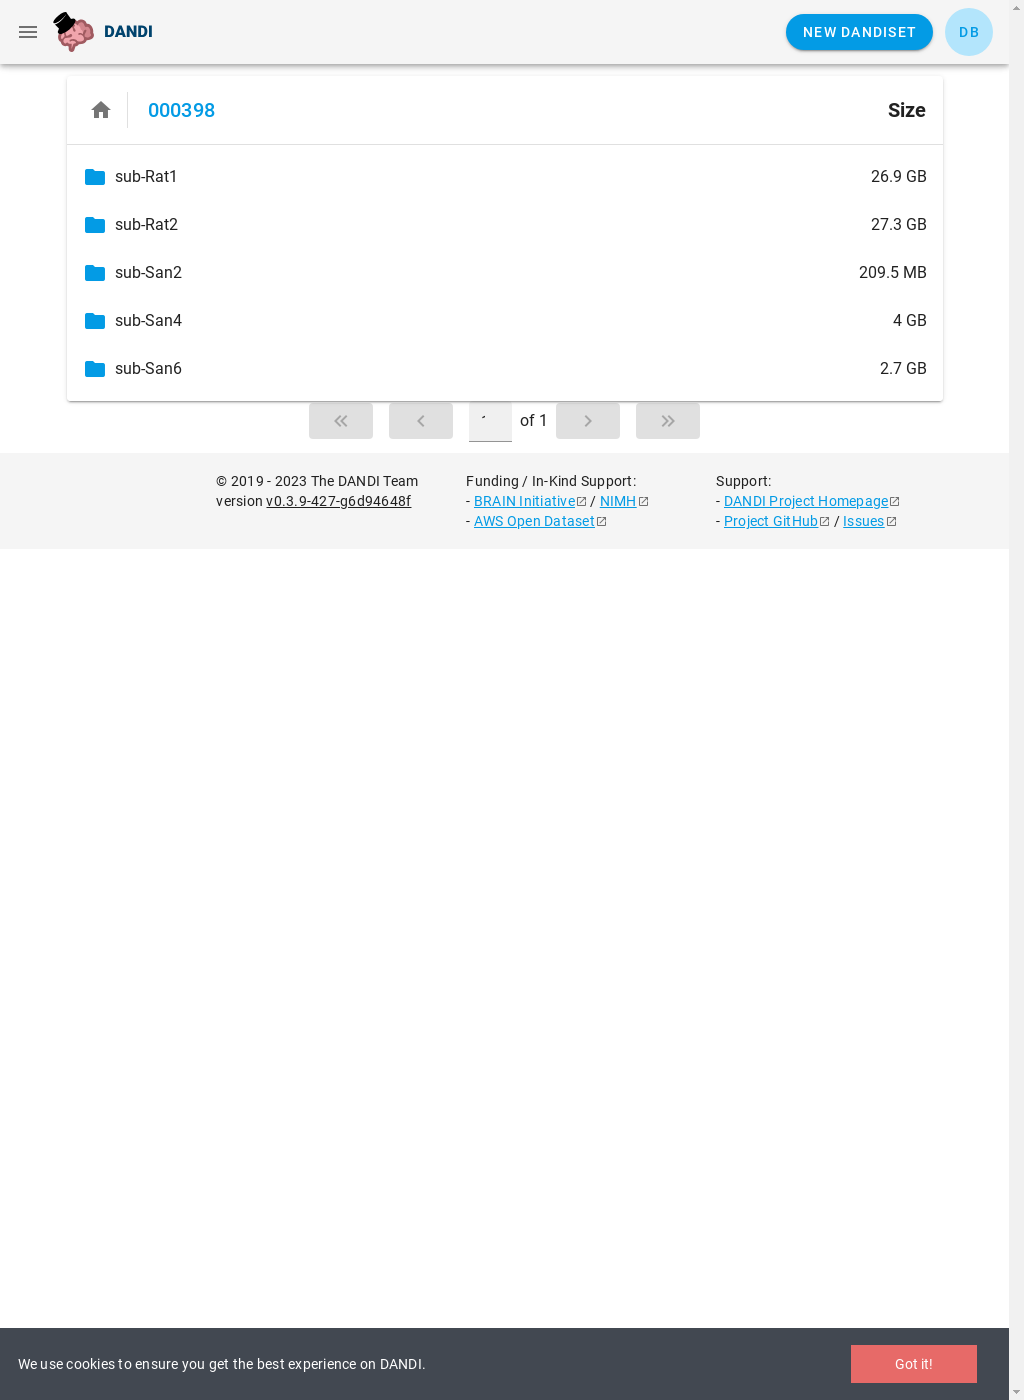 DANDI
NEW DANDISET
DB
000398
Size
sub-Rat1 26.9 GB
sub-Rat2 27.3 GB
sub-San2 209.5 MB
sub-San4 4 GB
sub-San6 2.7 GB
of 1
© 2019 - 2023 The DANDI Team
version v0.3.9-427-g6d94648f
Funding / In-Kind Support:
- BRAIN Initiative / NIMH
- AWS Open Dataset
Support:
- DANDI Project Homepage
- Project GitHub / Issues
We use cookies to ensure you get the best experience on DANDI.
Got it!